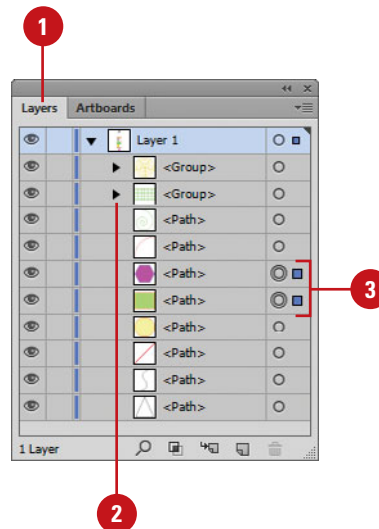 1
Layers Artboards
Layer 1
<Group>
<Group>
<Path>
<Path>
<Path>
<Path>
<Path>
<Path>
<Path>
<Path>
3
1 Layer
2